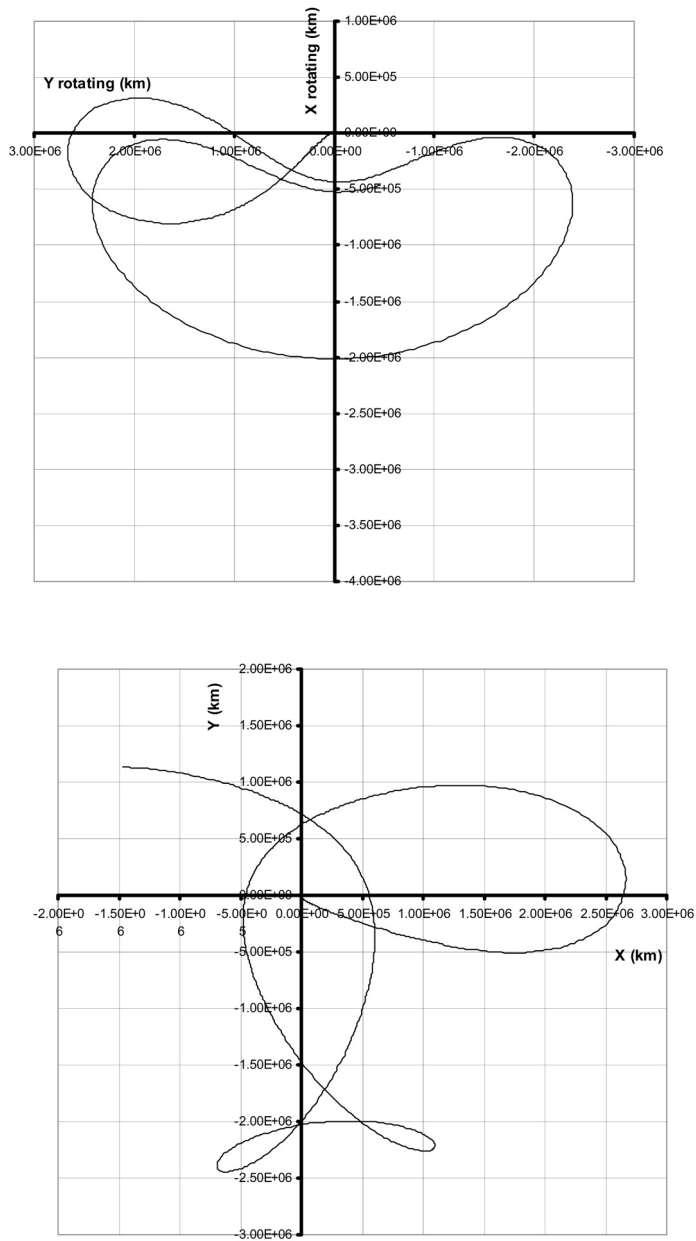 X rotating (km)
1.00E+06
5.00E+05
Y rotating (km)
0.00E+00
3.00E+06 2.00E+06 1.00E+06 0.00E+00 -1.00E+06 -2.00E+06 -3.00E+06
-5.00E+05
-1.00E+06
-1.50E+06
-2.00E+06
-2.50E+06
-3.00E+06
-3.50E+06
-4.00E+06
2.00E+06
Y (km)
1.50E+06
1.00E+06
5.00E+05
0.00E+00
-2.00E+0 -1.50E+0 -1.00E+0 -5.00E+0 0.00E+00 5.00E+05 1.00E+06 1.50E+06 2.00E+06 2.50E+06 3.00E+06
6 6 6 5
-5.00E+05
X (km)
-1.00E+06
-1.50E+06
-2.00E+06
-2.50E+06
-3.00E+06